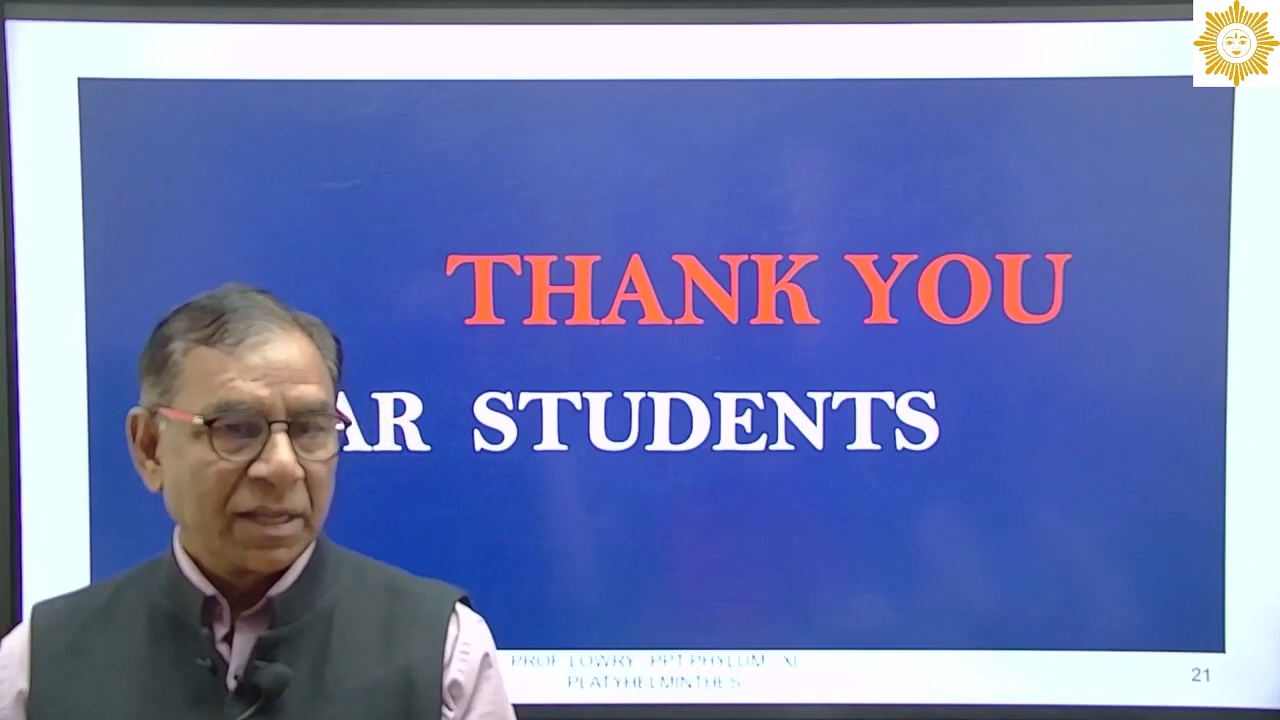 THANK YOU
AR STUDENTS
PROF LOWRY PPT PHYLUM XI
PLATYHELMINTHES
21